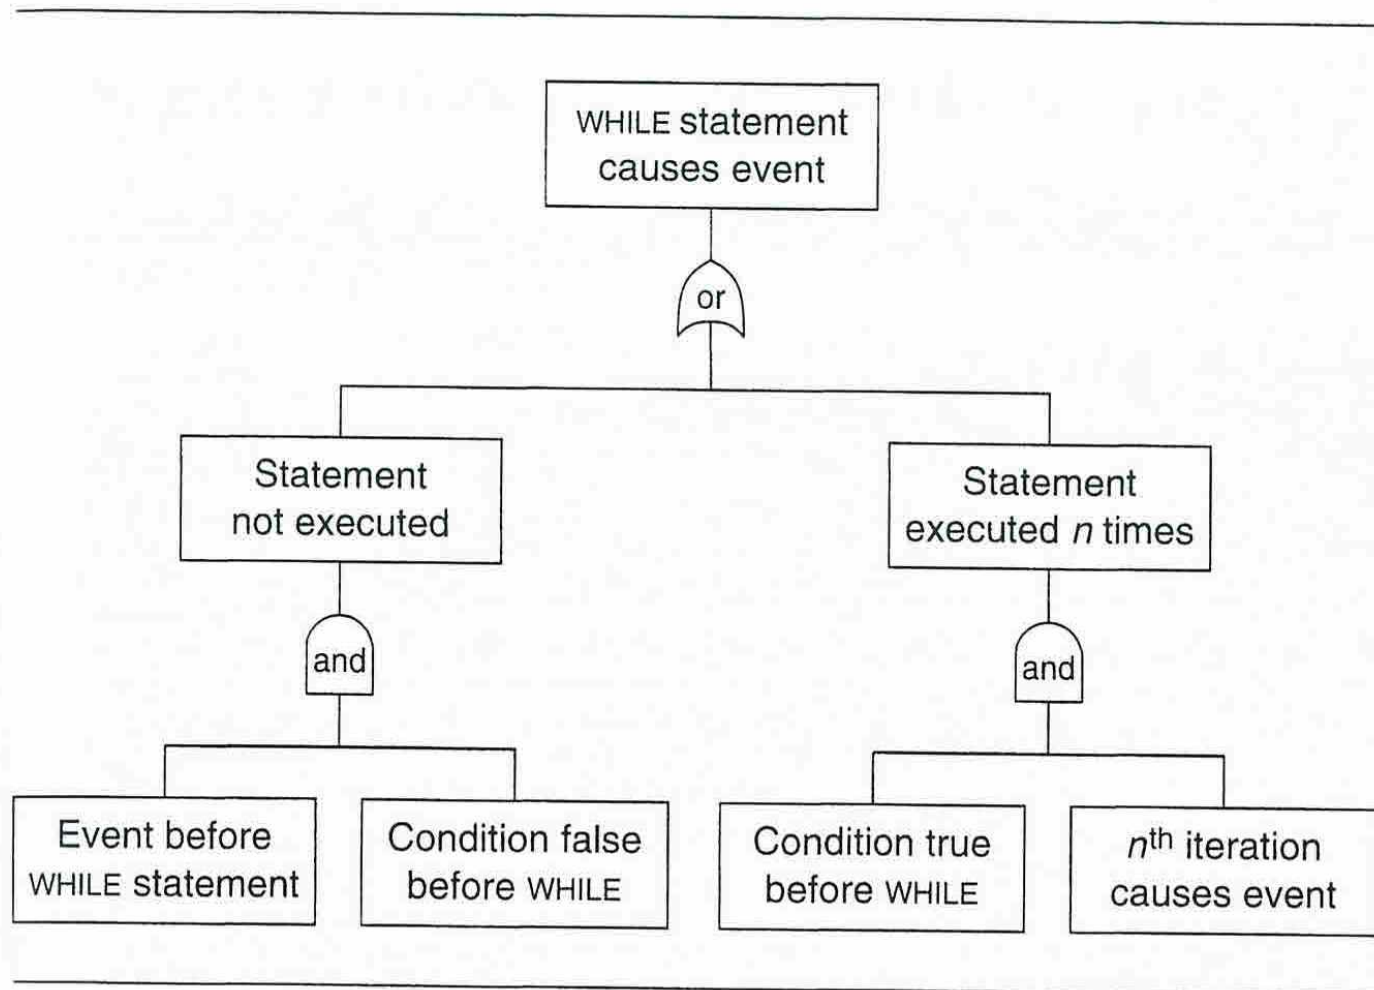 WHILE statement
causes event
or
Statement
not executed
Statement
executed n times
and
and
Event before
WHILE statement
Condition false
before WHILE
Condition true
before WHILE
nth iteration
causes event